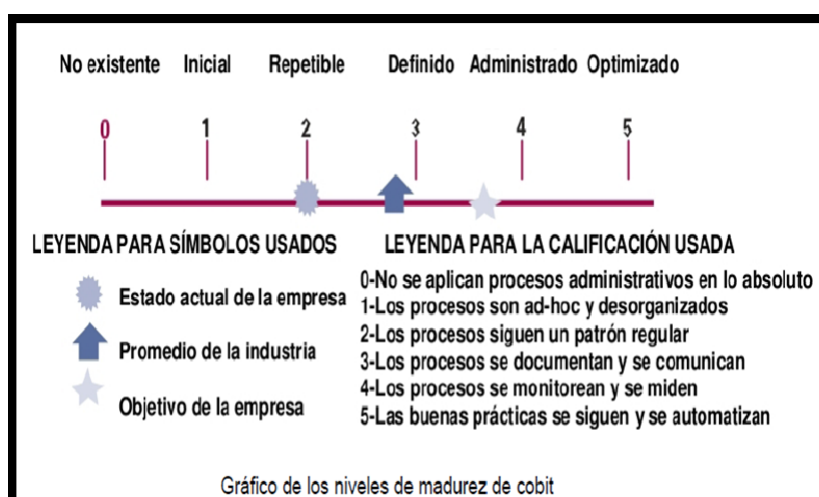 No existente Inicial Repetible Definido Administrado Optimizado
0 1 2 3 4 5
LEYENDA PARA SÍMBOLOS USADOS
Estado actual de la empresa
Promedio de la industria
Objetivo de la empresa
LEYENDA PARA LA CALIFICACIÓN USADA
0-No se aplican procesos administrativos en lo absoluto
1-Los procesos son ad-hoc y desorganizados
2-Los procesos siguen un patrón regular
3-Los procesos se documentan y se comunican
4-Los procesos se monitorean y se miden
5-Las buenas prácticas se siguen y se automatizan
Gráfico de los niveles de madurez de cobit